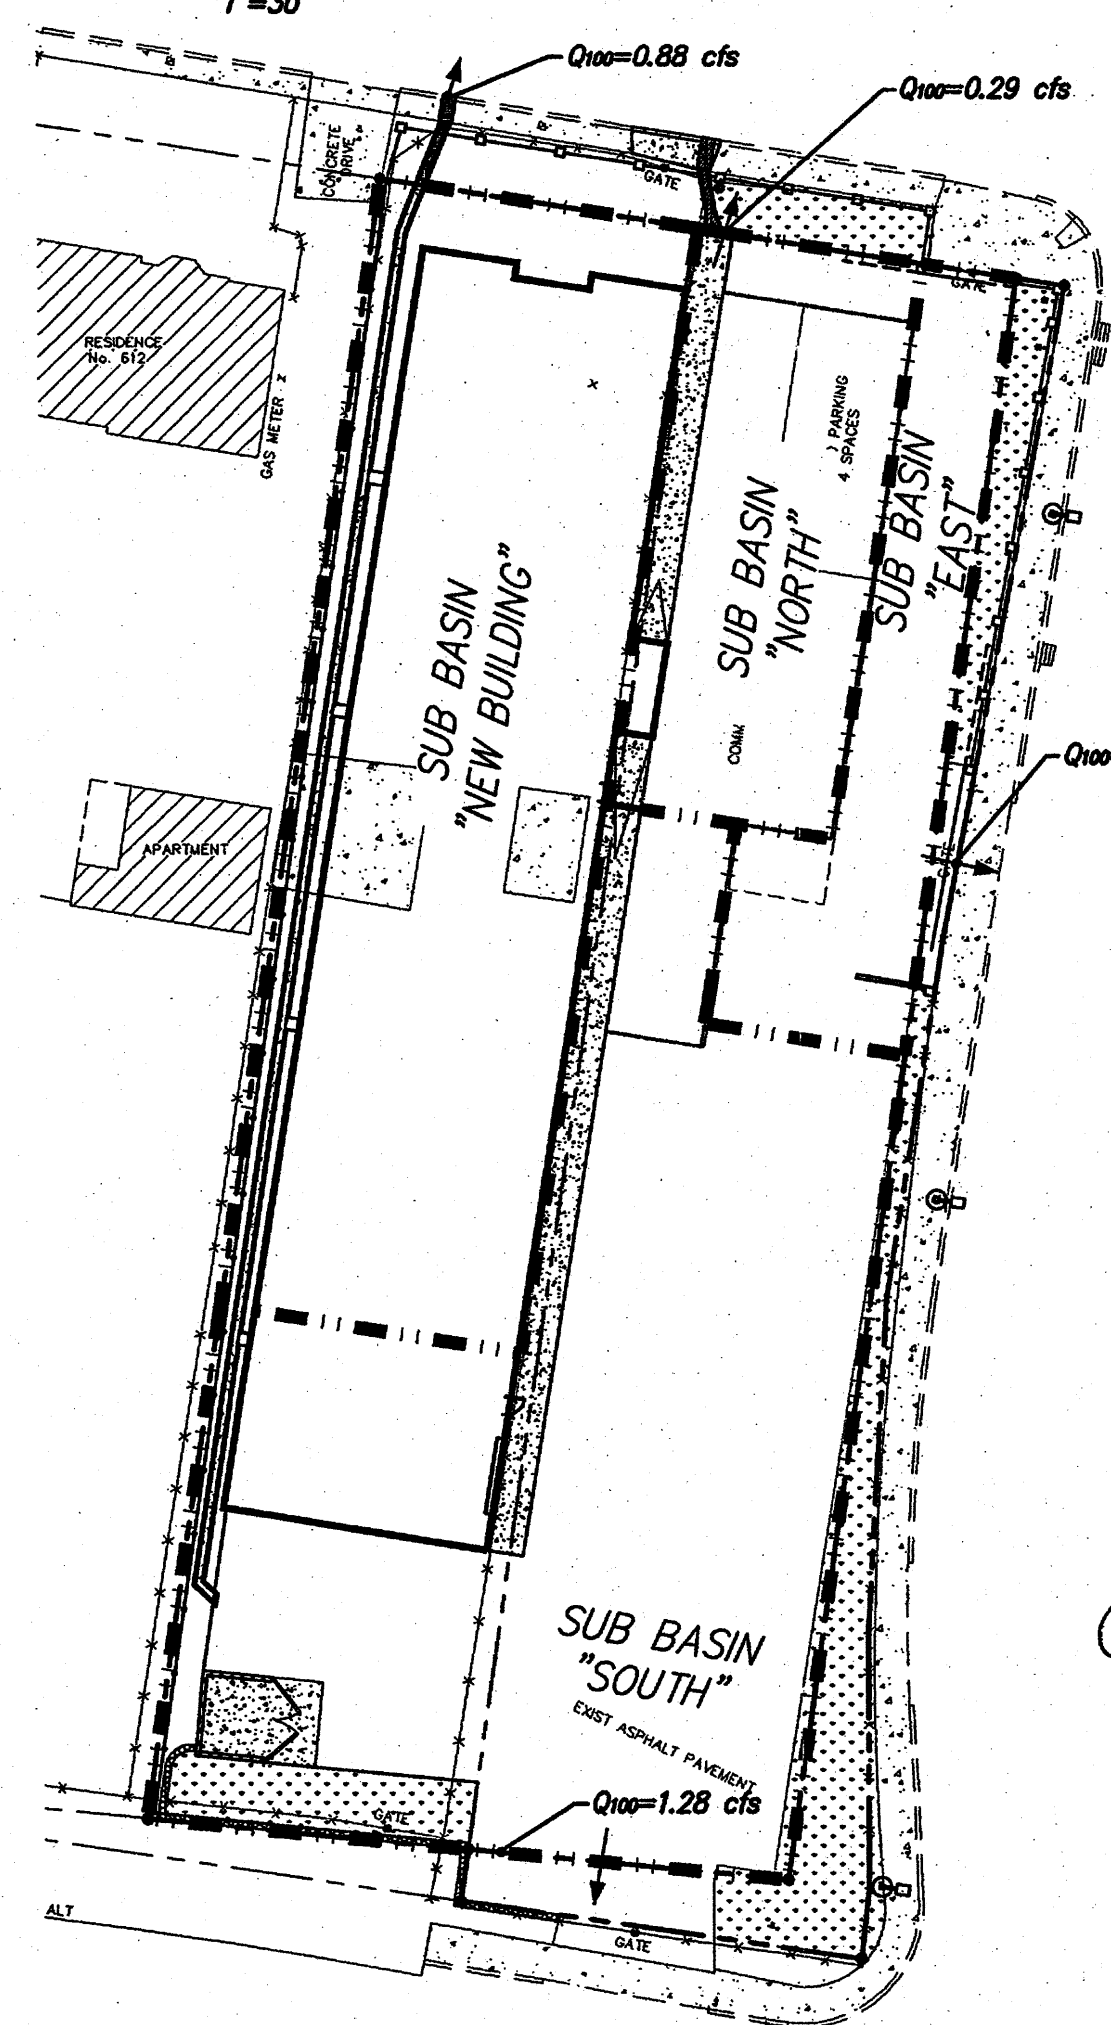 1"=30'
Q100=0.88 cfs
Q100=0.29 cfs
CONCRETE
DRIVE
GATE
GATE
RESIDENCE
No. 612
GAS METER
PARKING
4 SPACES
SUB BASIN
"NEW BUILDING"
SUB BASIN
"NORTH"
SUB BASIN
"EAST"
COMM
Q100
APARTMENT
SUB BASIN
"SOUTH"
EXIST ASPHALT PAVEMENT
Q100=1.28 cfs
GATE
ALT
GATE